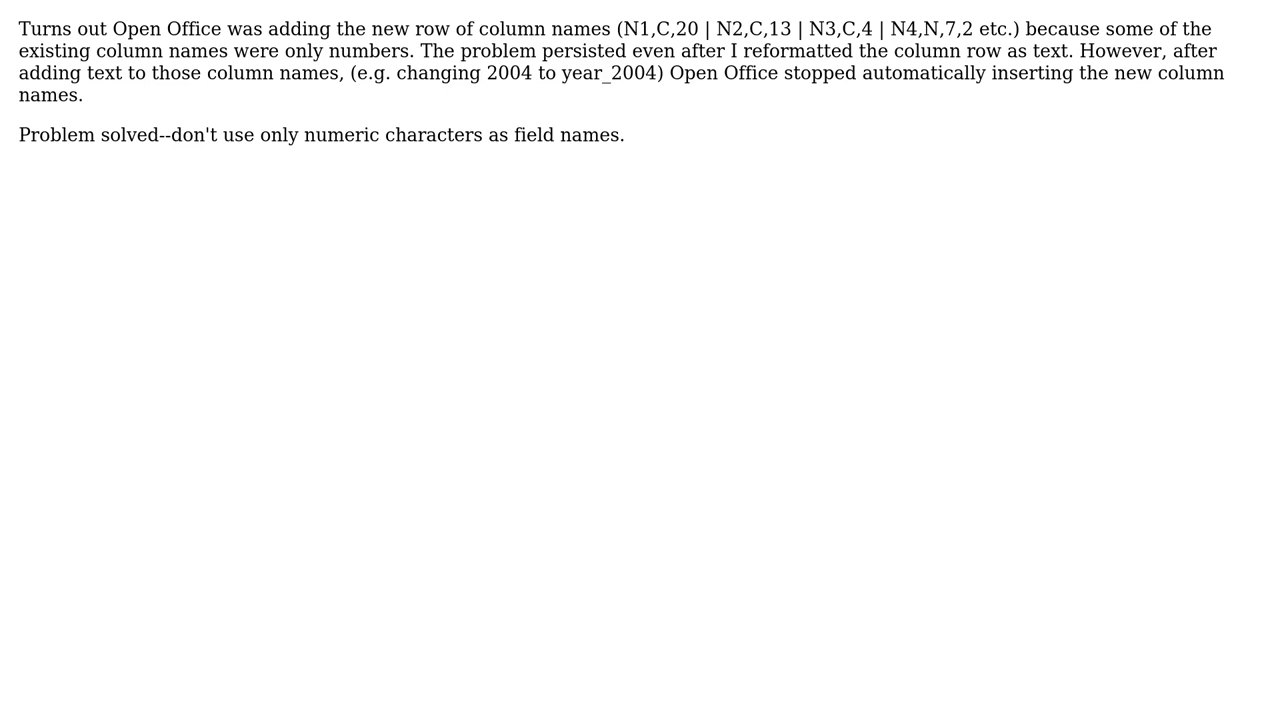 Turns out Open Office was adding the new row of column names (N1,C,20 | N2,C,13 | N3,C,4 | N4,N,7,2 etc.) because some of the
existing column names were only numbers. The problem persisted even after I reformatted the column row as text. However, after
adding text to those column names, (e.g. changing 2004 to year_2004) Open Office stopped automatically inserting the new column
names.
Problem solved--don't use only numeric characters as field names.